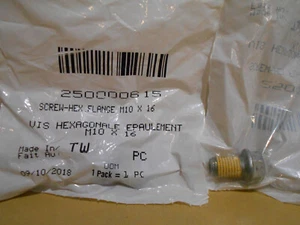 250000615
SCREW-HEX FLANGE M10 X 16
VIS HEXAGONALE EPAULEMENT
M10 X 16
Made In/
Fait Au
TW
PC
09/10/2018
UOM
1 Pack = 1 PC